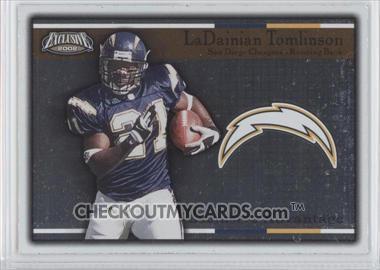 EXCLUSIVE
2002
LaDainian Tomlinson
San Diego Chargers - Running Back
21
CHECKOUTMYCARDS.COM™